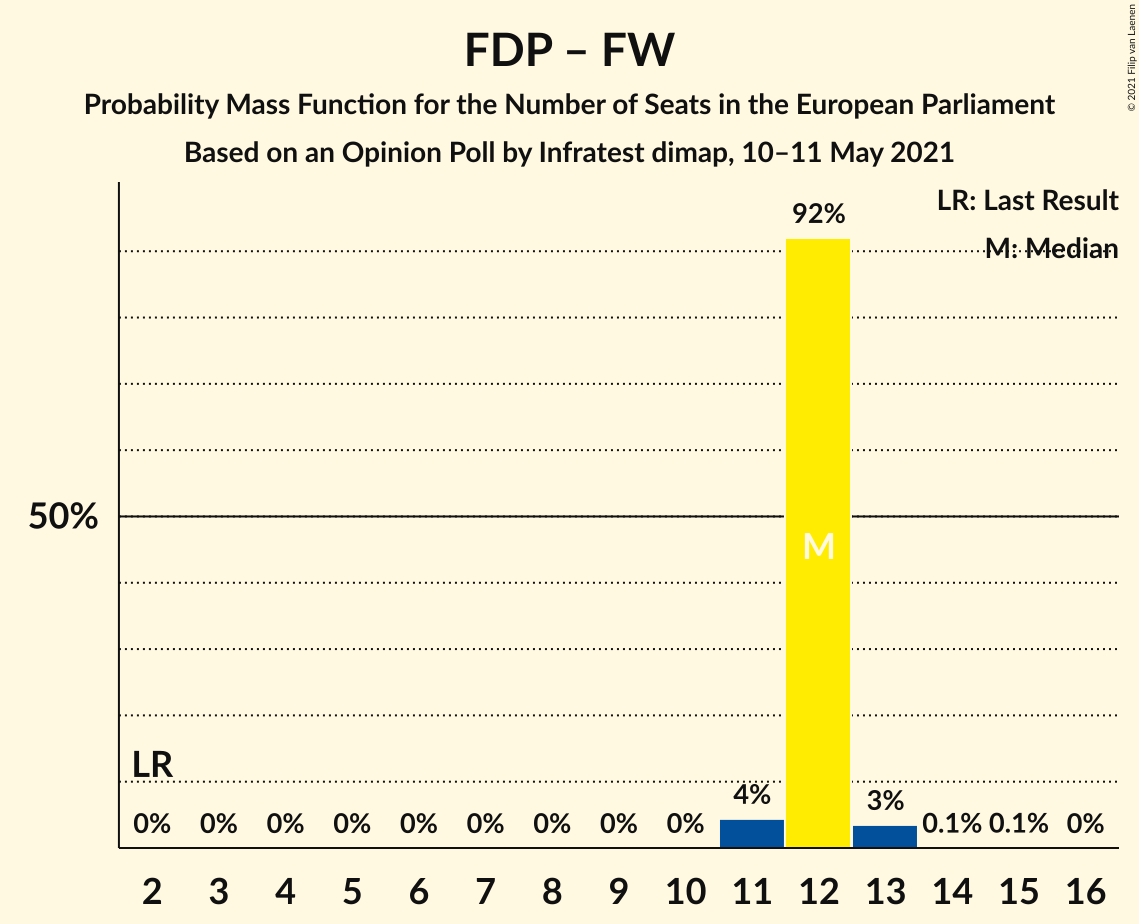 FDP – FW
Probability Mass Function for the Number of Seats in the European Parliament
Based on an Opinion Poll by Infratest dimap, 10–11 May 2021
© 2021 Filip van Laenen
LR: Last Result
M: Median
92%
50%
M
LR
0% 0% 0% 0% 0% 0% 0% 0% 0% 4% 3% 0.1% 0.1% 0%
2 3 4 5 6 7 8 9 10 11 12 13 14 15 16